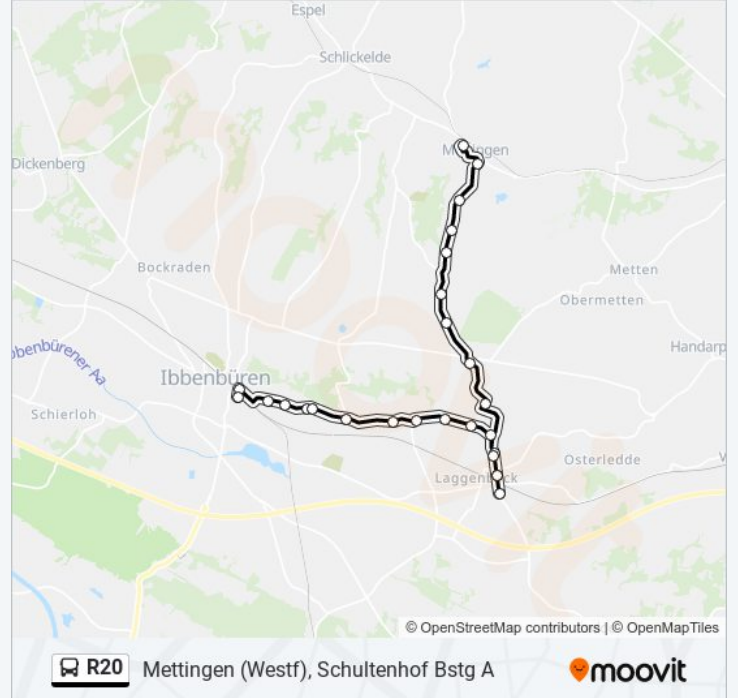 Espel
Schlickelde
Mettingen
Dickenberg
Bockraden
Metten
Obermetten
Handarp
bbenbürener Aa
Ibbenbüren
Schierloh
Osterledde
Laggenbeck
© OpenStreetMap contributors | © OpenMapTiles
R20 Mettingen (Westf), Schultenhof Bstg A
moovit